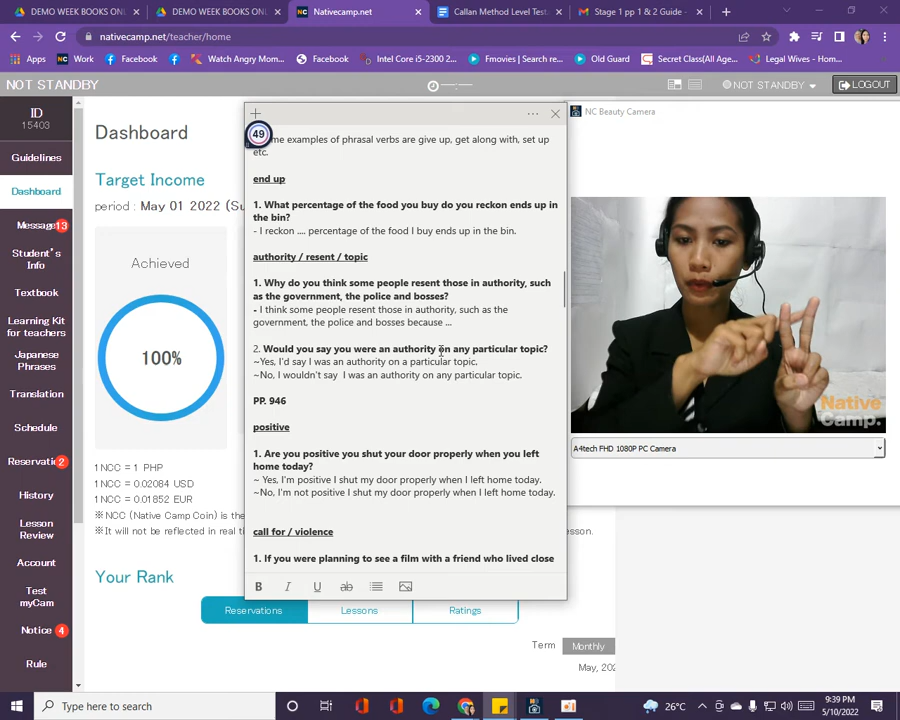 DEMO WEEK BOOKS ON
DEMO WEEK BOOKS ON
Nativecamp.net
Callan Method Level Test
Stage 1 pp 1 & 2 Guide -
nativecamp.net/teacher/home
Apps
Work
Facebook
Watch Angry Mom...
Facebook
Intel Core i5-2300 2...
Fmovies | Search re...
Old Guard
Secret Class(All Age...
Legal Wives - Hom...
NOT STANDBY
NOT STANDBY
LOGOUT
ID
15403
Guidelines
Dashboard
Message
13
Student's
Info
Textbook
Learning Kit
for teachers
Japanese
Phrases
Translation
Schedule
Reservation
2
History
Lesson
Review
Account
Test
myCam
Notice
4
Rule
Dashboard
Target Income
period : May 01 2022 (Su
Achieved
100%
1NCC = 1 PHP
1 NCC = 0.02084 USD
1 NCC = 0.01852 EUR
※NCC (Native Camp Coin) is the
※It will not be reflected in real tim
esson.
Your Rank
Reservations
Lessons
Ratings
Term
Monthly
May, 202
49
me examples of phrasal verbs are give up, get along with, set up
etc.
end up
1. What percentage of the food you buy do you reckon ends up in
the bin?
- I reckon .... percentage of the food I buy ends up in the bin.
authority / resent / topic
1. Why do you think some people resent those in authority, such
as the government, the police and bosses?
- I think some people resent those in authority, such as the
government, the police and bosses because ...
2. Would you say you were an authority on any particular topic?
~Yes, I'd say I was an authority on a particular topic.
~No, I wouldn't say I was an authority on any particular topic.
PP. 946
positive
1. Are you positive you shut your door properly when you left
home today?
~ Yes, I'm positive I shut my door properly when I left home today.
~No, I'm not positive I shut my door properly when I left home today.
call for / violence
1. If you were planning to see a film with a friend who lived close
B I U ab
NC Beauty Camera
Native
Camp.
A4tech FHD 1080P PC Camera
Type here to search
26°C
9:39 PM
5/10/2022